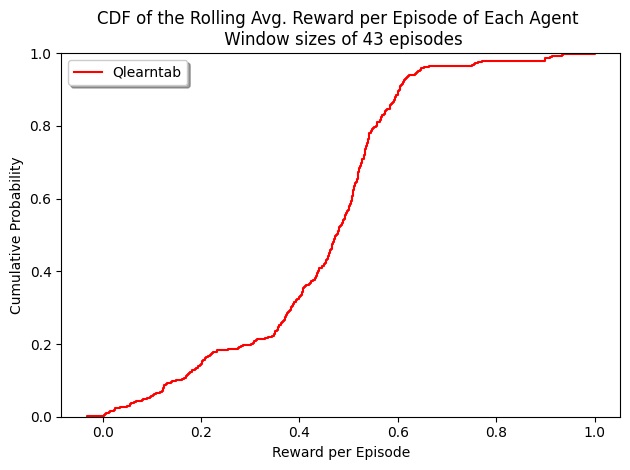 CDF of the Rolling Avg. Reward per Episode of Each Agent
Window sizes of 43 episodes
Qlearntab
1.0
0.8
0.6
0.4
0.2
0.0
Cumulative Probability
0.0 0.2 0.4 0.6 0.8 1.0
Reward per Episode